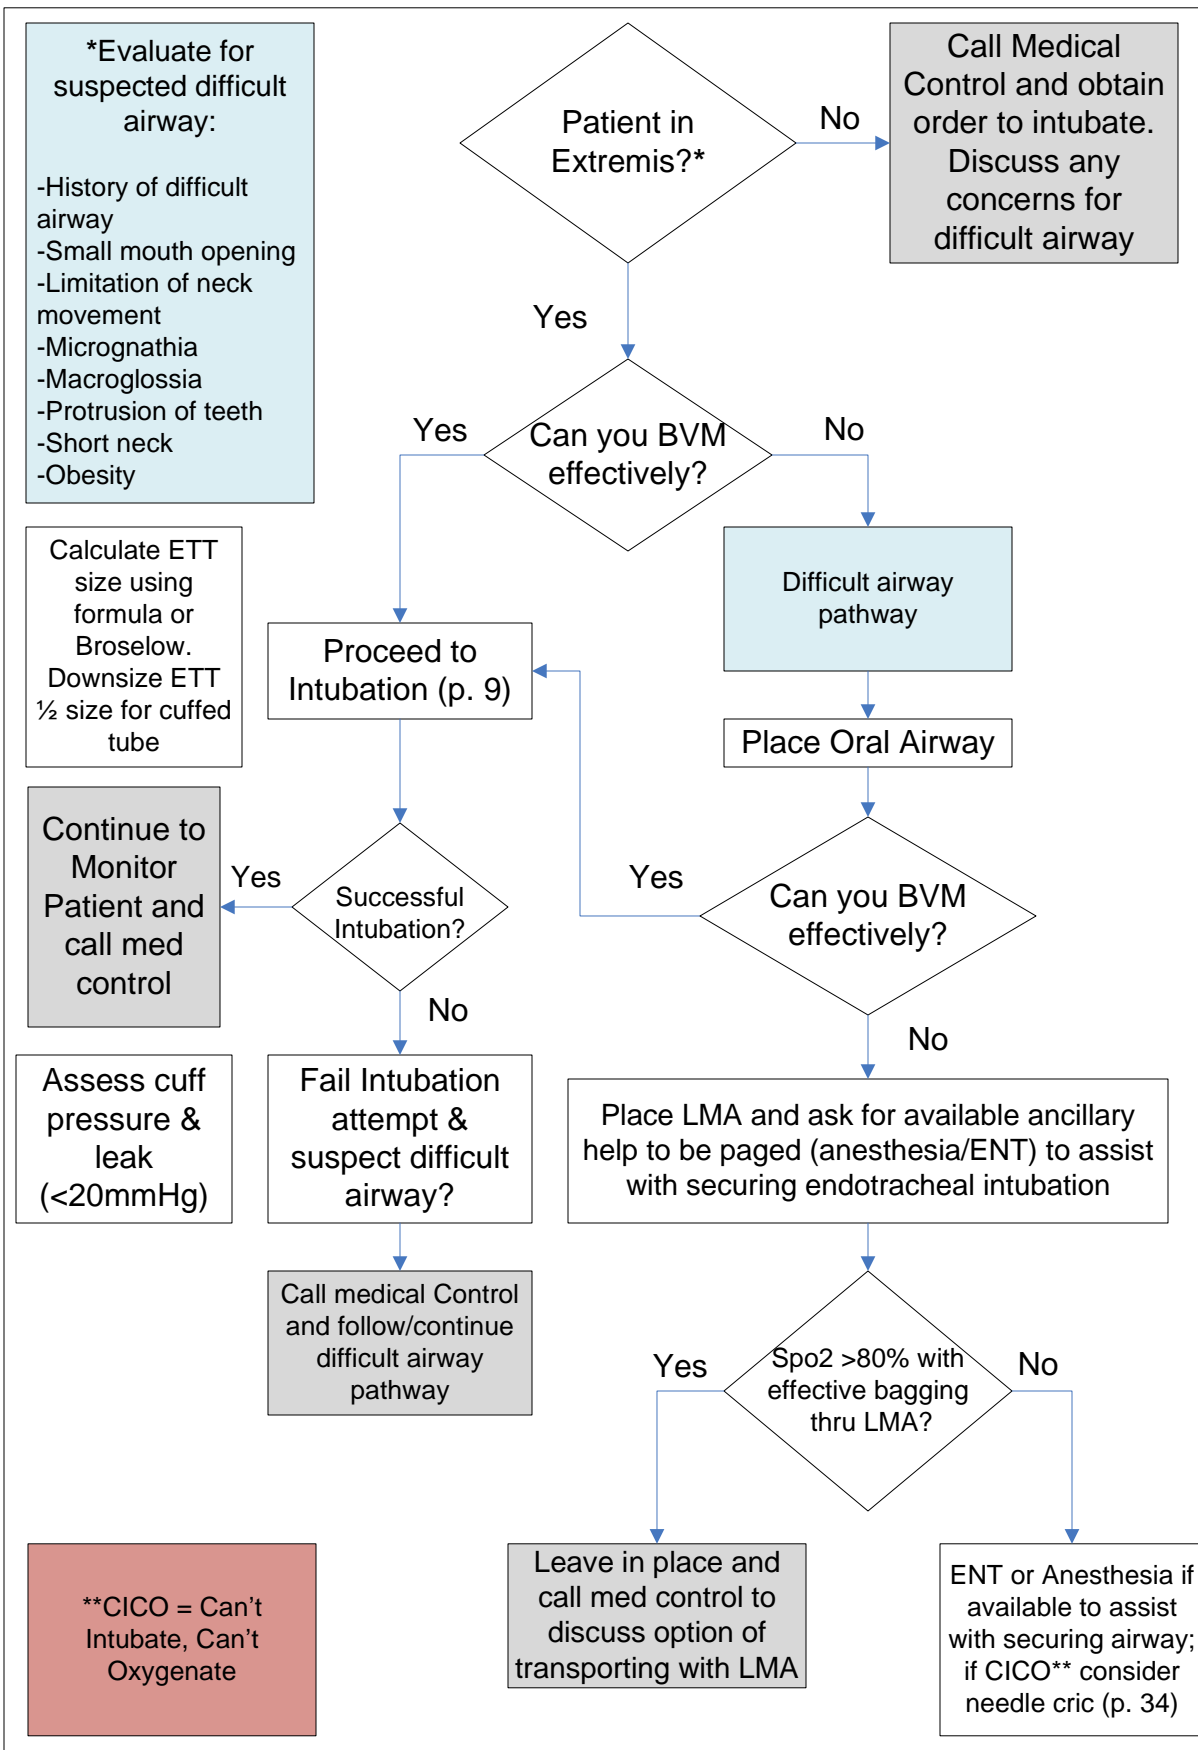 *Evaluate for
suspected difficult
airway:
-History of difficult
airway
-Small mouth opening
-Limitation of neck
movement
-Micrognathia
-Macroglossia
-Protrusion of teeth
-Short neck
-Obesity
Patient in
Extremis?*
No
Call Medical
Control and obtain
order to intubate.
Discuss any
concerns for
difficult airway
Yes
Can you BVM
effectively?
Yes
No
Calculate ETT
size using
formula or
Broselow.
Downsize ETT
½ size for cuffed
tube
Proceed to
Intubation (p. 9)
Difficult airway
pathway
Place Oral Airway
Continue to
Monitor
Patient and
call med
control
Yes
Successful
Intubation?
Yes
Can you BVM
effectively?
No
No
Assess cuff
pressure &
leak
(<20mmHg)
Fail Intubation
attempt &
suspect difficult
airway?
Place LMA and ask for available ancillary
help to be paged (anesthesia/ENT) to assist
with securing endotracheal intubation
Call medical Control
and follow/continue
difficult airway
pathway
Yes
Spo2 >80% with
effective bagging
thru LMA?
No
**CICO = Can't
Intubate, Can't
Oxygenate
Leave in place and
call med control to
discuss option of
transporting with LMA
ENT or Anesthesia if
available to assist
with securing airway;
if CICO** consider
needle cric (p. 34)